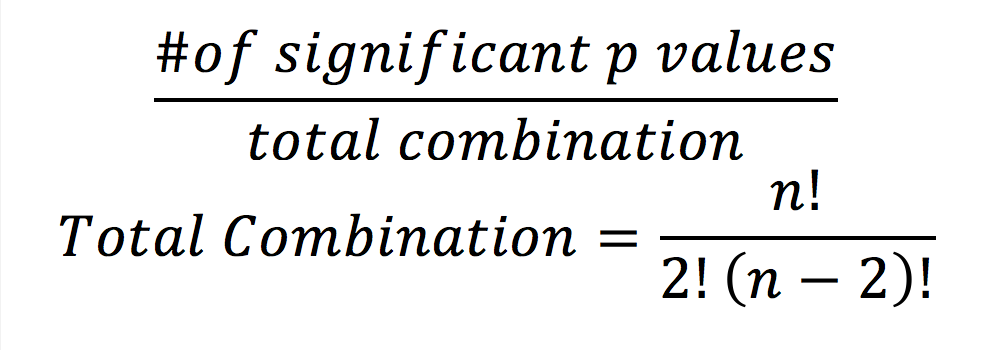 #of significant p values
total combination
Total Combination = n!
2! (n − 2)!